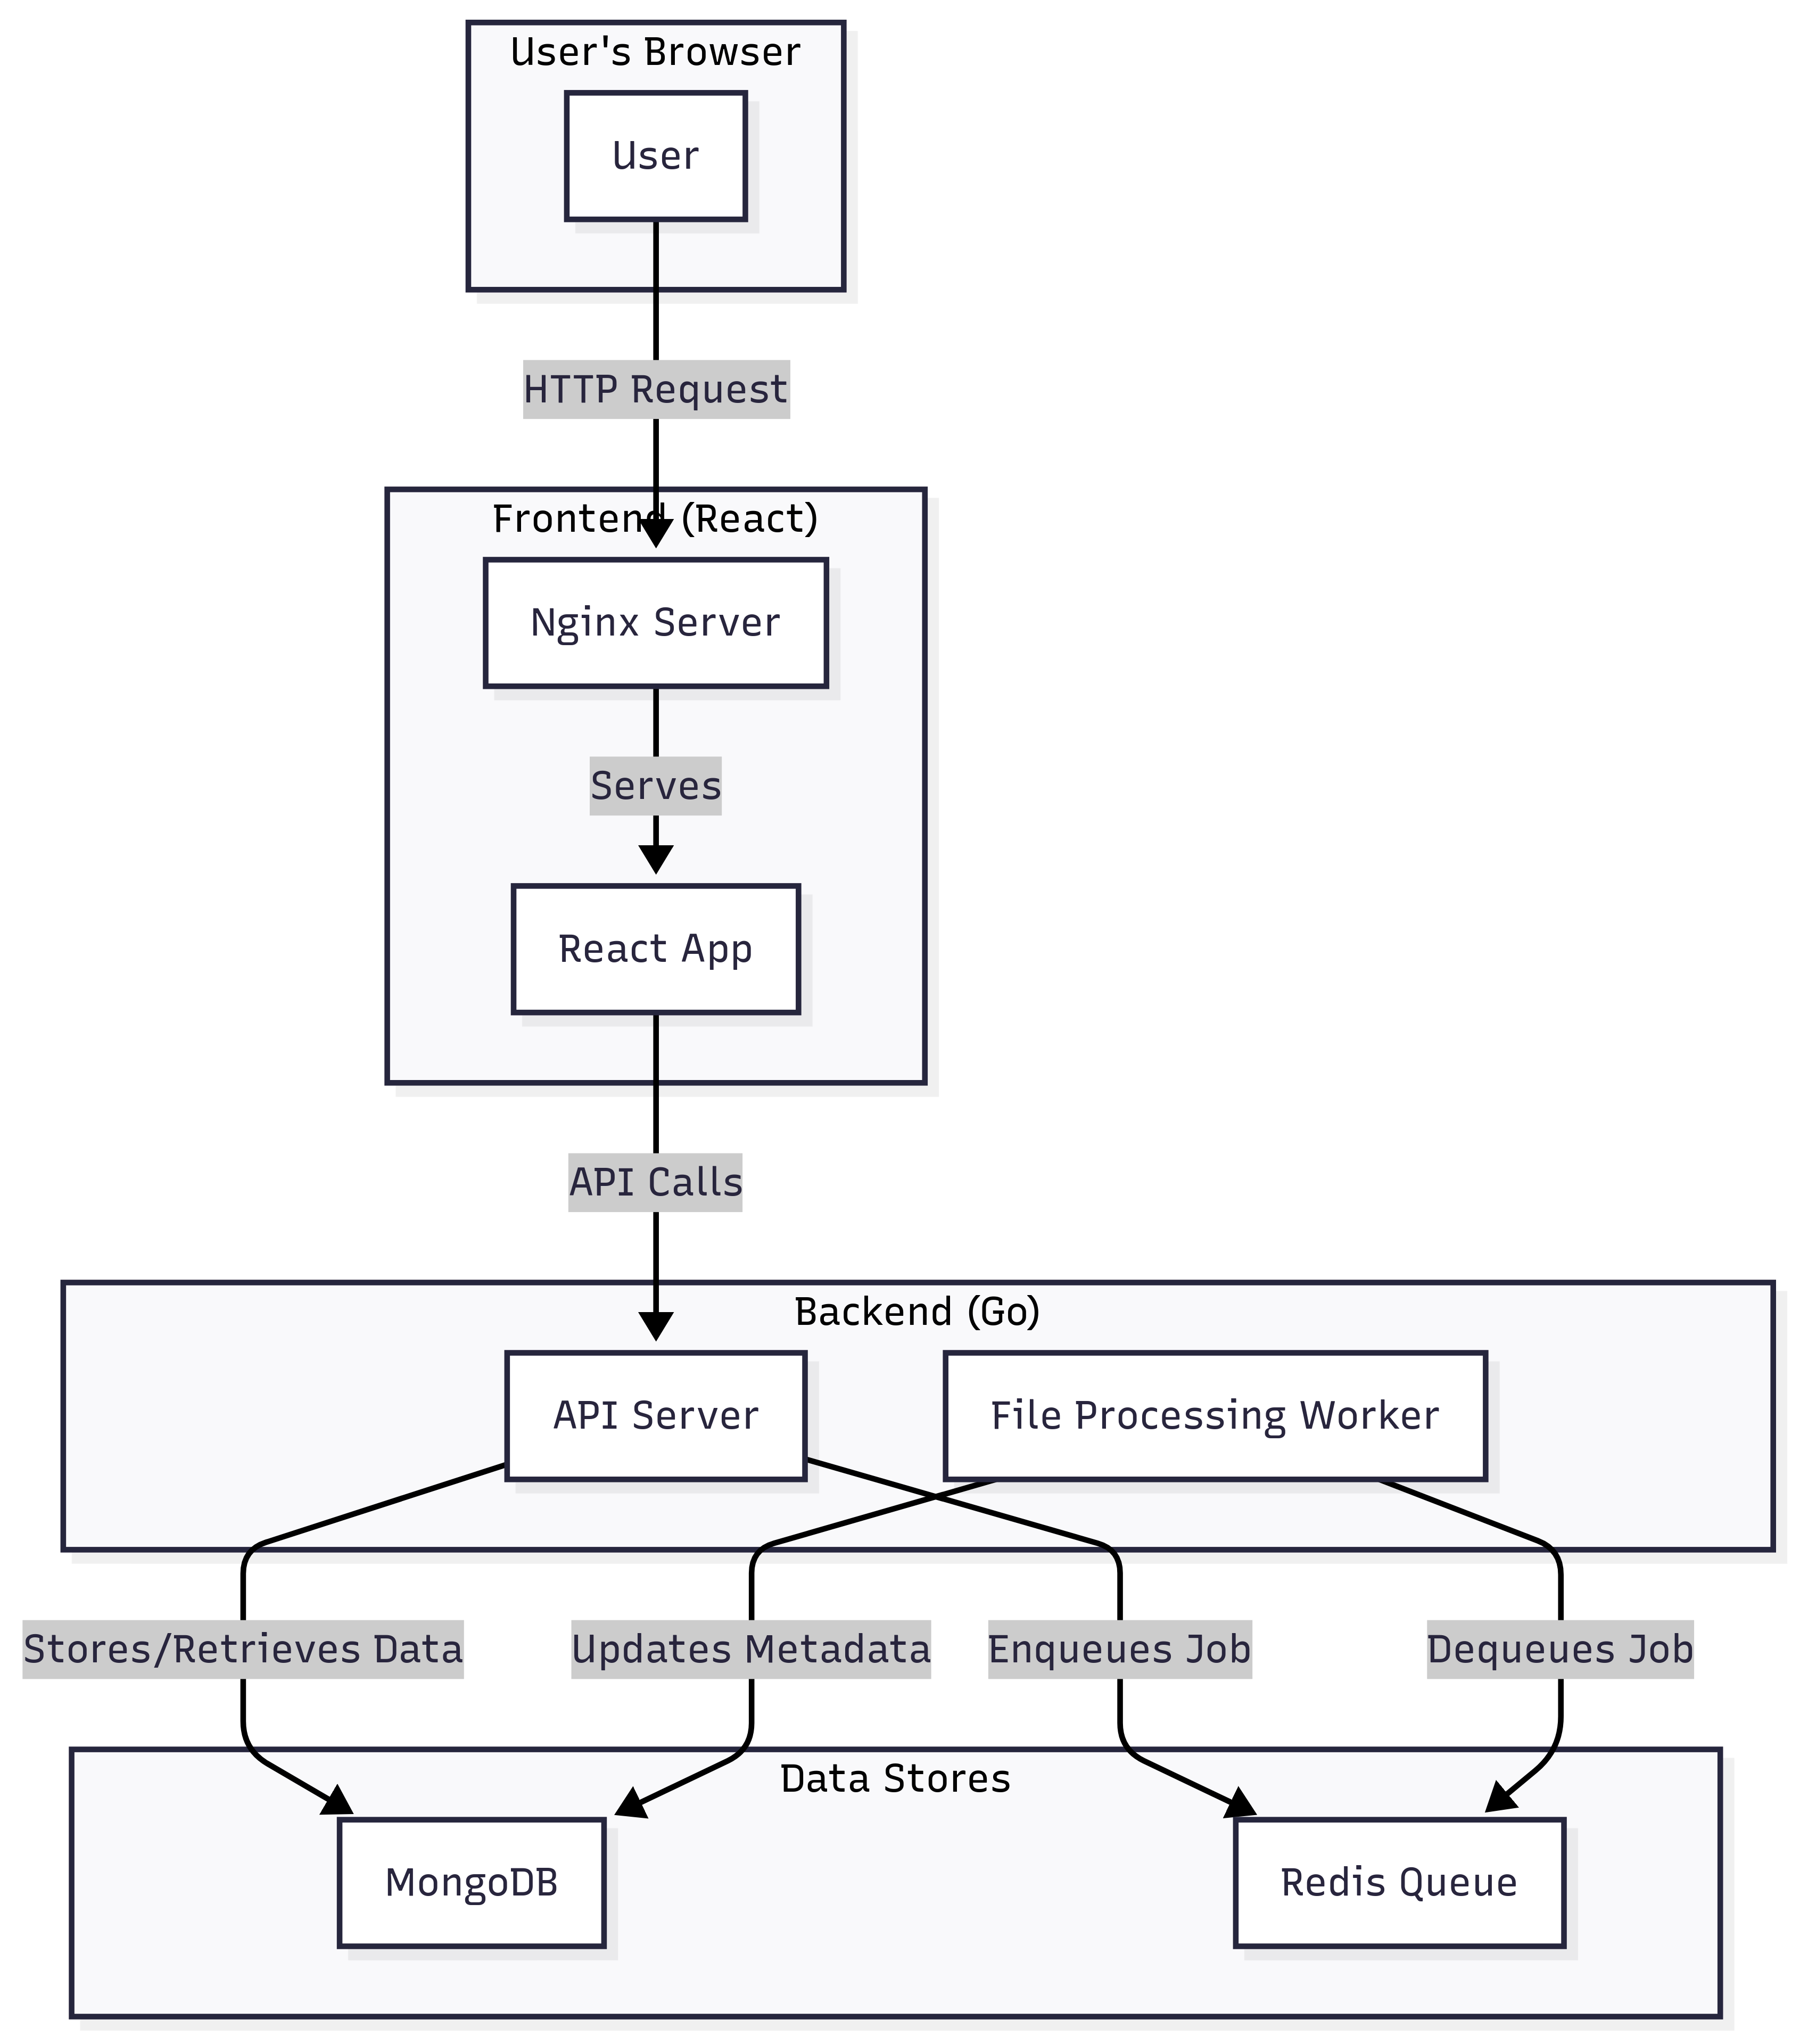 User's Browser
User
HTTP Request
Frontend (React)
Nginx Server
Serves
React App
API Calls
Backend (Go)
API Server
File Processing Worker
Stores/Retrieves Data
Updates Metadata
Enqueues Job
Dequeues Job
Data Stores
MongoDB
Redis Queue